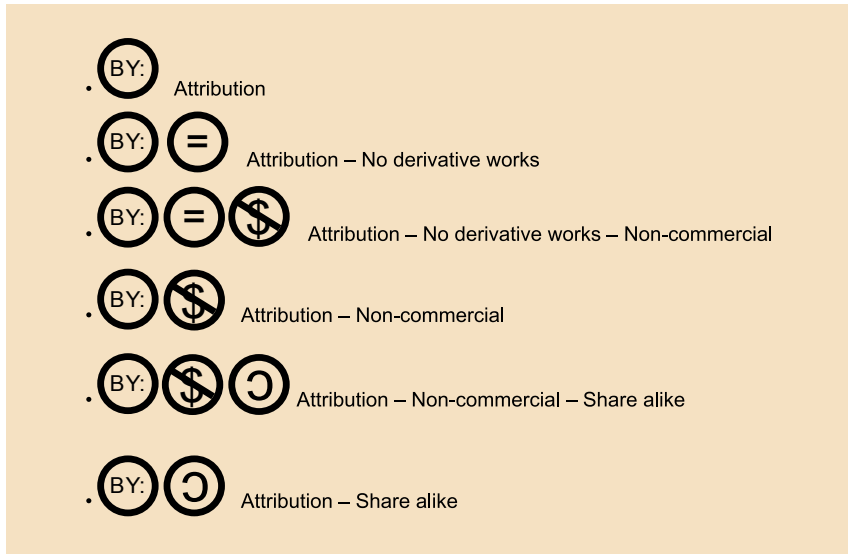 • BY: Attribution
• BY: = Attribution – No derivative works
• BY: = $ Attribution – No derivative works – Non-commercial
• BY: $ Attribution – Non-commercial
• BY: $ Ɔ Attribution – Non-commercial – Share alike
• BY: Ɔ Attribution – Share alike